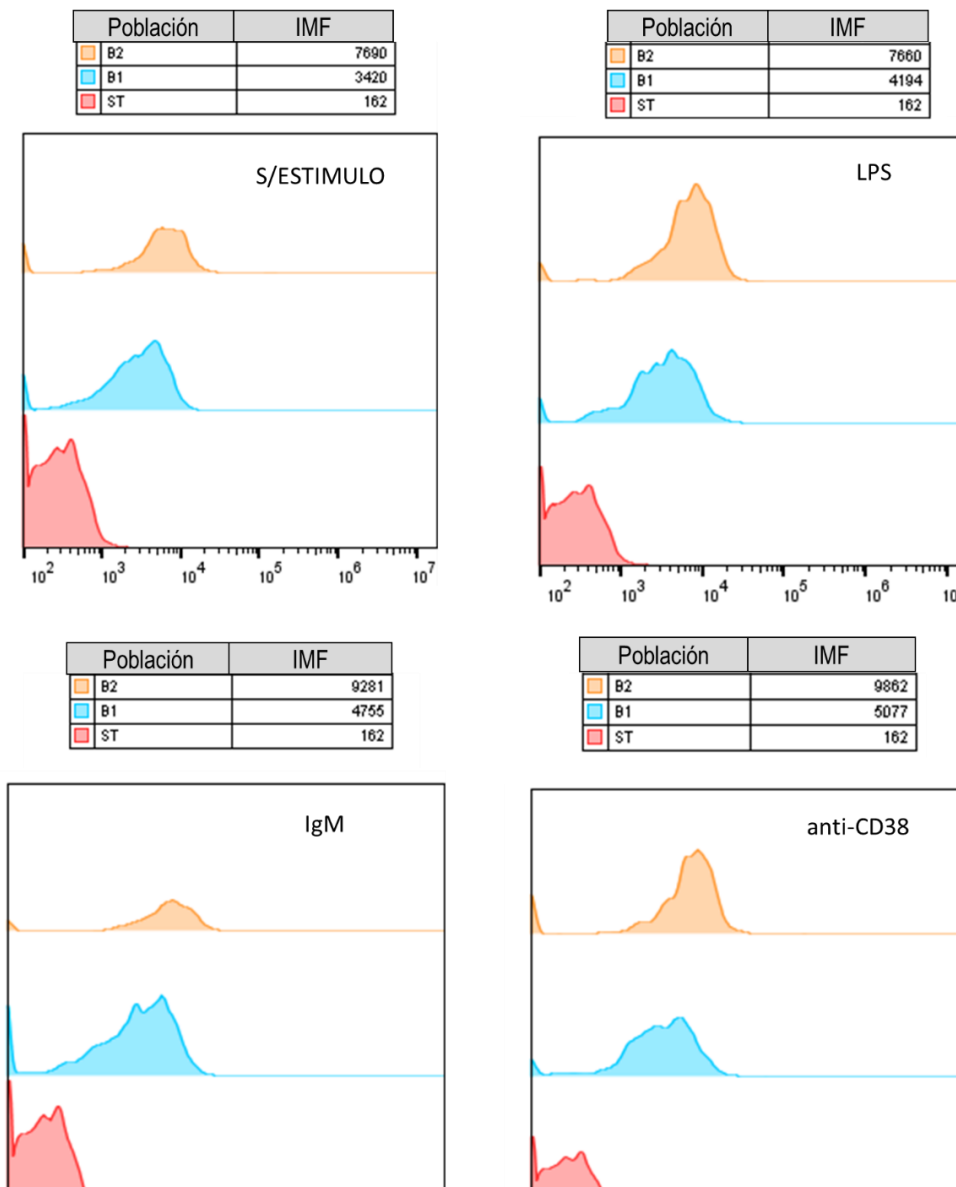 Población IMF
B2 7690
B1 3420
ST 162
S/ESTIMULO
10^2 10^3 10^4 10^5 10^6 10^7
Población IMF
B2 7660
B1 4194
ST 162
LPS
10^2 10^3 10^4 10^5 10^6 10
Población IMF
B2 9281
B1 4755
ST 162
IgM
Población IMF
B2 9862
B1 5077
ST 162
anti-CD38